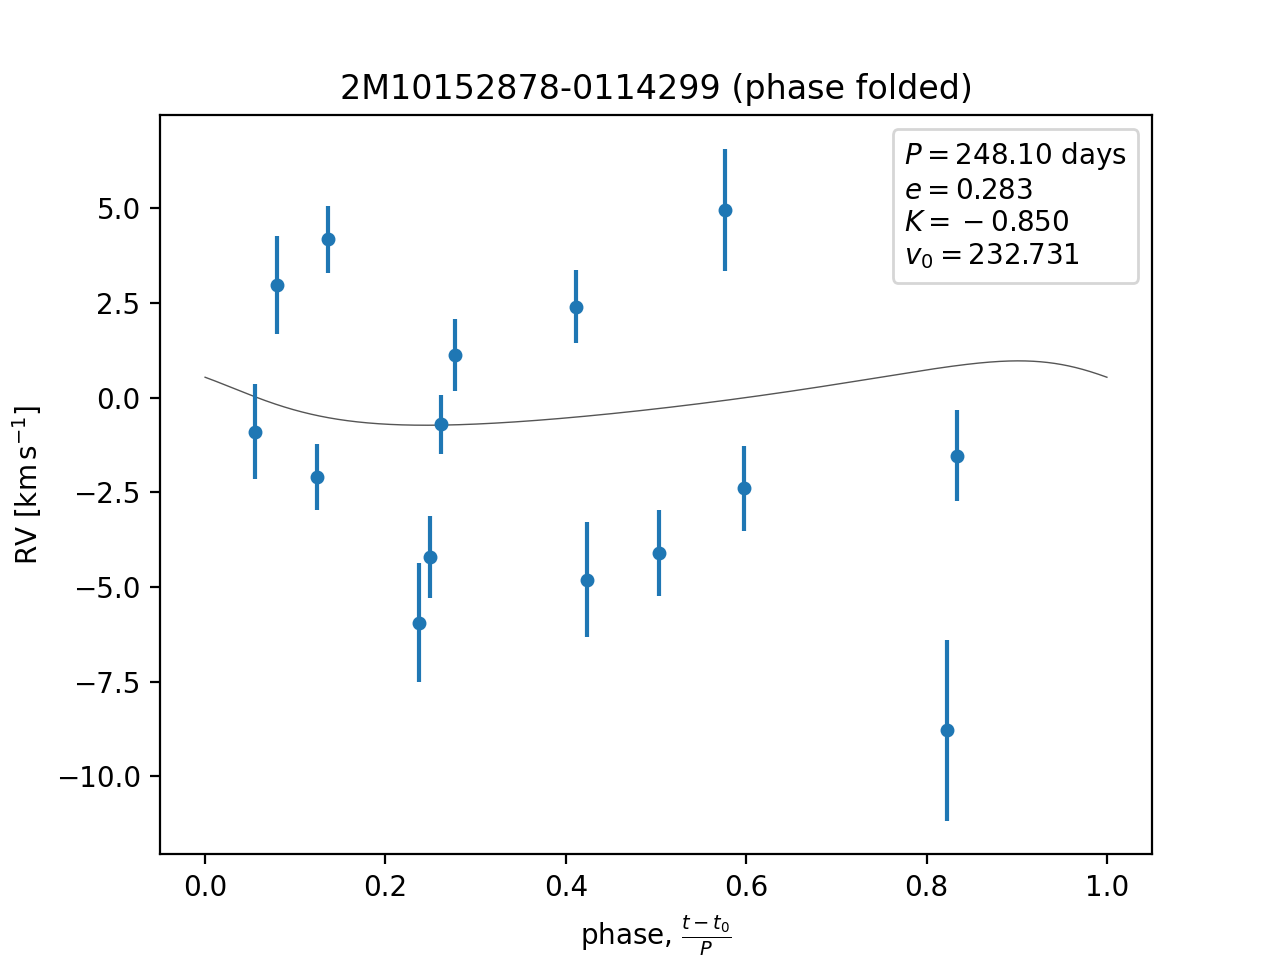 2M10152878-0114299 (phase folded)
P = 248.10 days
e = 0.283
K = −0.850
v₀ = 232.731
RV [km s⁻¹]
5.0
2.5
0.0
−2.5
−5.0
−7.5
−10.0
0.0 0.2 0.4 0.6 0.8 1.0
phase, (t − t₀)/P